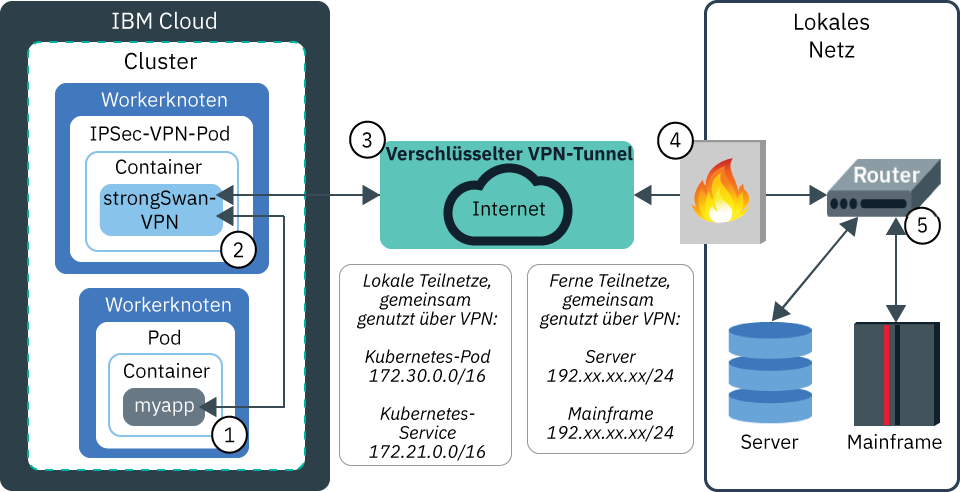 IBM Cloud
Cluster
Workerknoten
IPSec-VPN-Pod
Container
strongSwan-
VPN
2
Workerknoten
Pod
Container
myapp
1
3
Verschlüsselter VPN-Tunnel
Internet
Lokale Teilnetze,
gemeinsam
genutzt über VPN:
Kubernetes-Pod
172.30.0.0/16
Kubernetes-
Service
172.21.0.0/16
Ferne Teilnetze,
gemeinsam
genutzt über VPN:
Server
192.xx.xx.xx/24
Mainframe
192.xx.xx.xx/24
4
Lokales
Netz
Router
5
Server
Mainframe